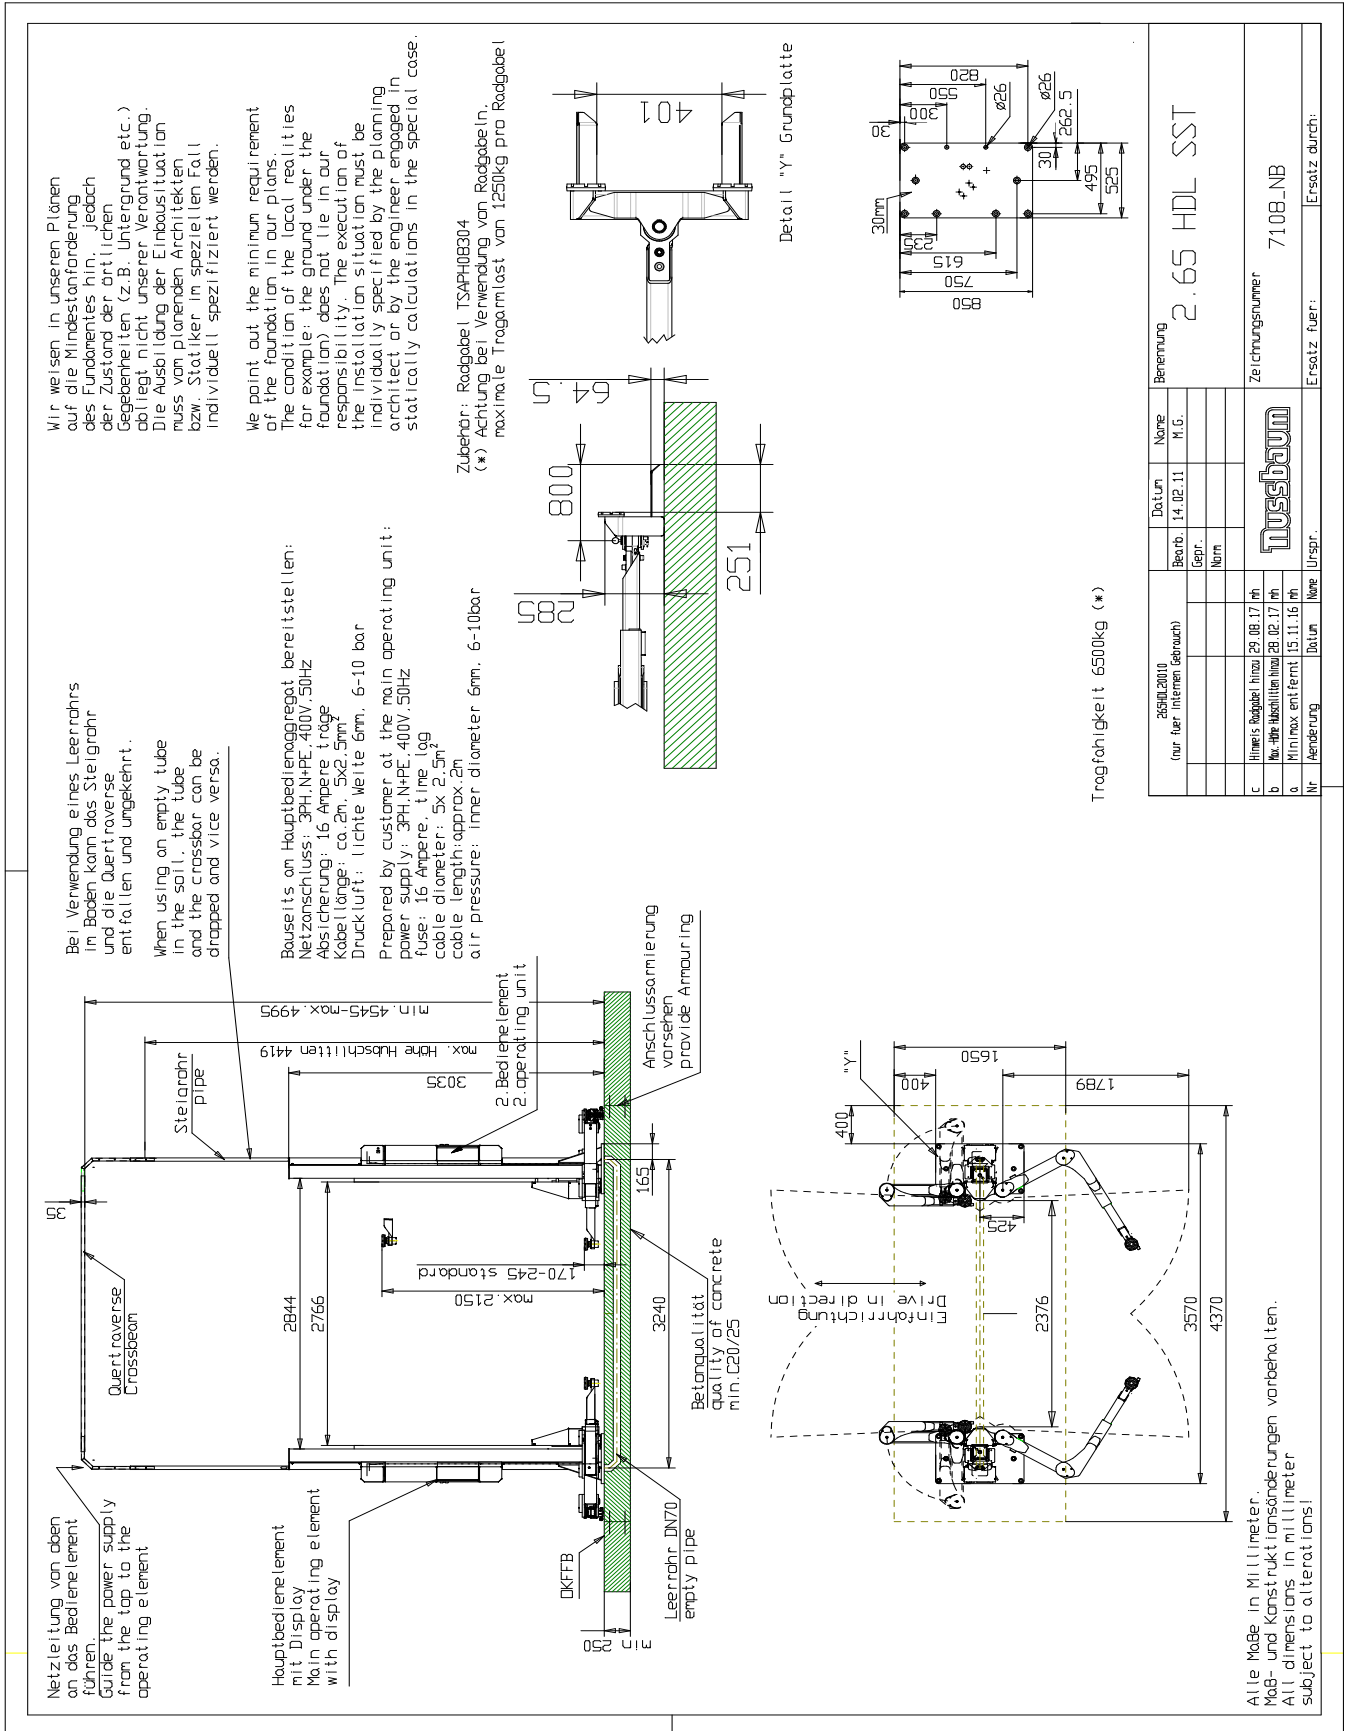 Netzleitung von oben
an das Bedienelement
führen.
Guide the power supply
from the top to the
operating element
Hauptbedienelement
mit Display
Main operating element
with display
Quertraverse
Crossbeam
35
Steigrohr
pipe
Bei Verwendung eines Leerrohrs
im Boden kann das Steigrohr
und die Quertraverse
entfallen und umgekehrt.
When using an empty tube
in the soil, the tube
and the crossbar can be
dropped and vice versa.
2844
2766
3035
max. Höhe Hubschlitten 4419
min. 4545-max.4995
max.2150
170-245 standard
2.Bedienelement
2.operating unit
OKFFB
min 250
Leerrohr DN70
empty pipe
3240
165
Betonqualität
quality of concrete
min.C20/25
Anschlussarmierung
vorsehen
provide Armouring
Bauseits am Hauptbedienaggregat bereitstellen:
Netzanschluss: 3PH,N+PE,400V,50Hz
Absicherung: 16 Ampere träge
Kabellänge: ca.2m, 5x2,5mm²
Druckluft: lichte Weite 6mm, 6-10 bar
Prepared by customer at the main operating unit:
power supply: 3PH,N+PE,400V,50Hz
fuse: 16 Ampere, time lag
cable diameter: 5x 2,5m²
cable length:approx.2m
air pressure: inner diameter 6mm, 6-10bar
Wir weisen in unseren Plänen
auf die Mindestanforderung
des Fundamentes hin, jedoch
der Zustand der örtlichen
Gegebenheiten (z.B. Untergrund etc.)
obliegt nicht unserer Verantwortung.
Die Ausbildung der Einbausituation
muss vom planenden Architekten
bzw. Statiker im speziellen Fall
individuell spezifiziert werden.
We point out the minimum requirement
of the foundation in our plans.
The condition of the local realities
for example: the ground under the
foundation) does not lie in our
responsibility. The execution of
the installation situation must be
individually specified by the planning
architect or by the engineer engaged in
statically calculations in the special case.
Zubehör: Radgabel TSAPH08304
(*) Achtung bei Verwendung von Radgabeln,
maximale Tragarmlast von 1250kg pro Radgabel
285
800
251
64.5
401
Detail "Y" Grundplatte
30
300
550
820
ø26
ø26
30
262.5
495
525
30mm
235
615
750
850
"Y"
400
400
1650
1789
425
Einfahrrichtung
Drive in direction
2376
3570
4370
Tragfähigkeit 6500kg (*)
Alle Maße in Millimeter.
Maß- und Konstruktionsänderungen vorbehalten.
All dimensions in millimeter
subject to alterations!
265HDL20010
(nur fuer internen Gebrauch)
Datum Name
Bearb. 14.02.11 M.G.
Gepr.
Norm
Benennung
2.65 HDL SST
c Hinweis Radgabel hinzu 29.08.17 mh
b Max. Höhe Hubschlitten hinzu 28.02.17 mh
a Minimax entfernt 15.11.16 mh
Nr Aenderung Datum Name
nussbaum
Zeichnungsnummer
7108_NB
Urspr. Ersatz fuer: Ersatz durch: